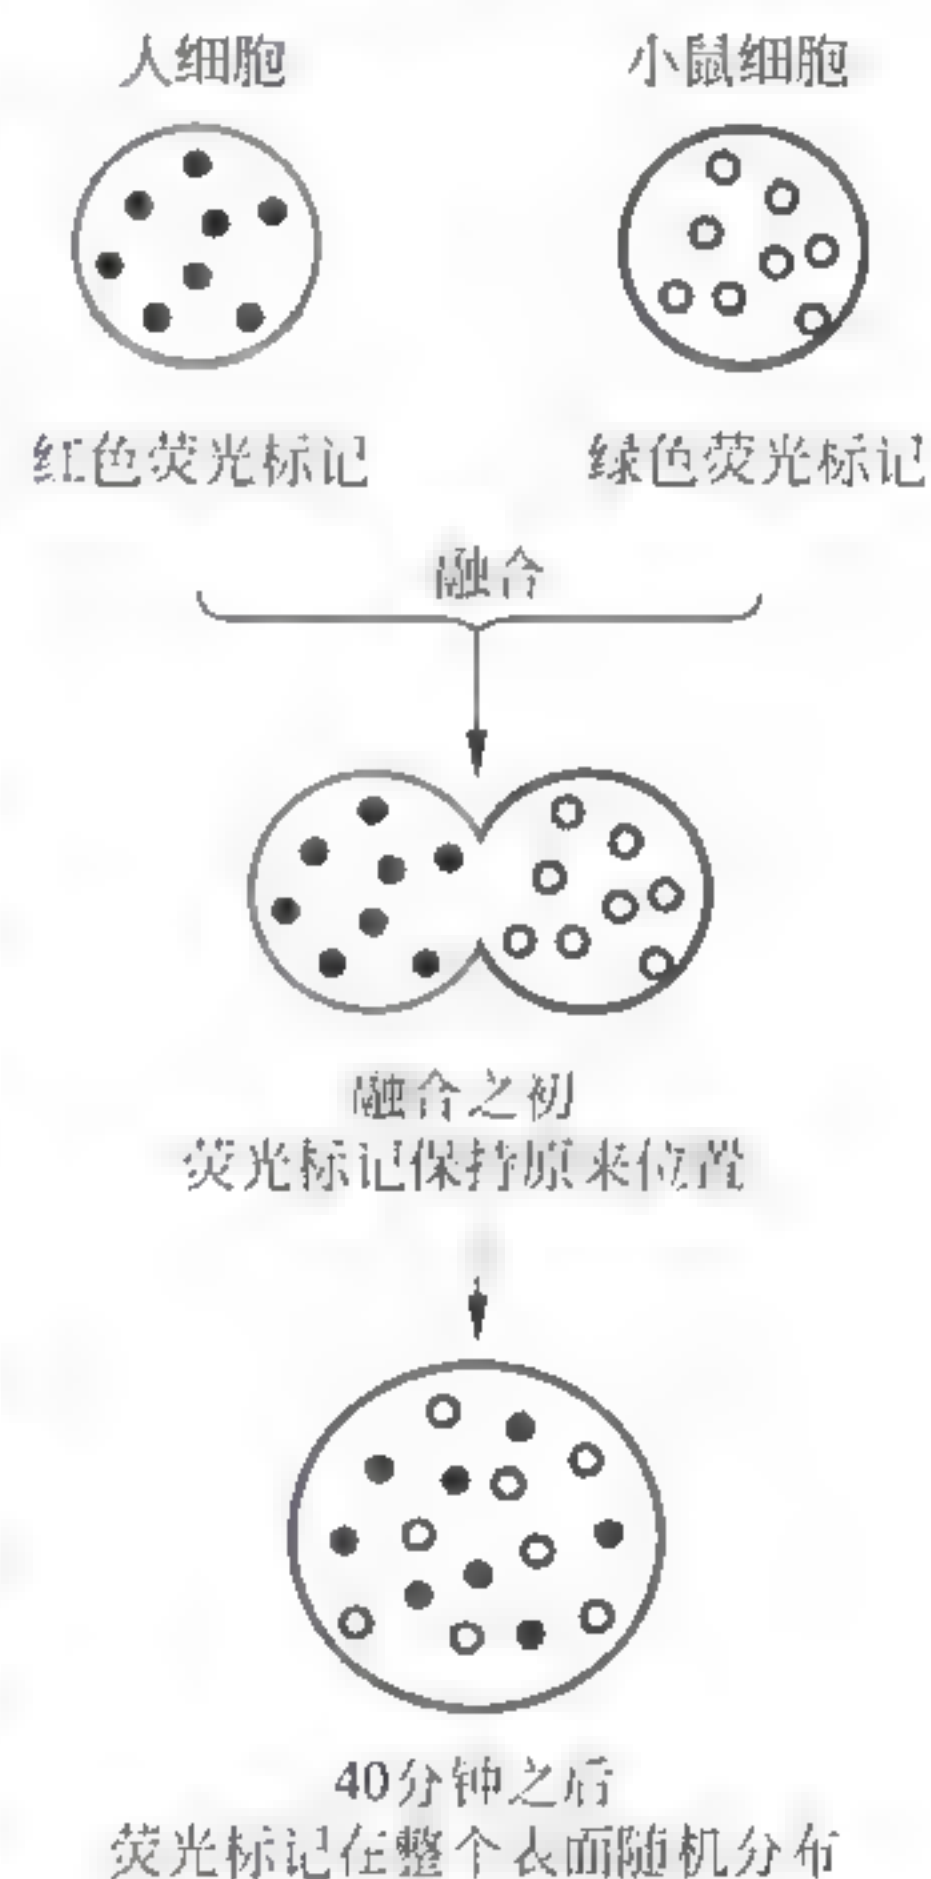 人细胞
小鼠细胞
红色荧光标记
绿色荧光标记
融合
融合之初
荧光标记保持原来位置
40分钟之后
荧光标记在整个表面随机分布